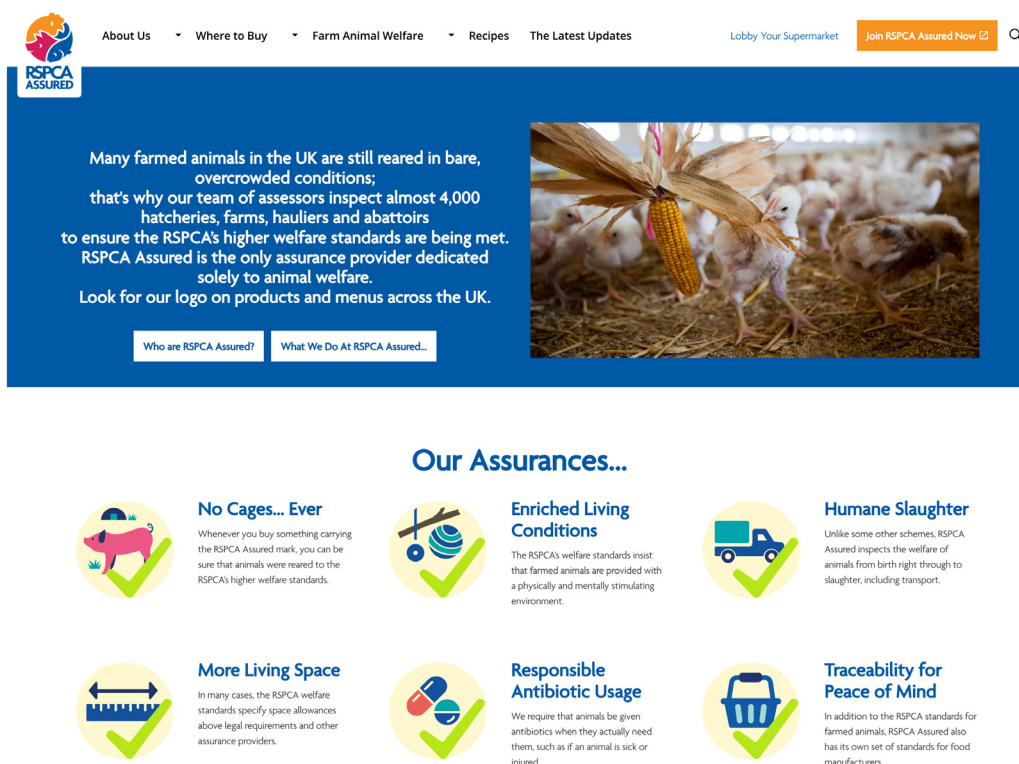 RSPCA
ASSURED
About Us
Where to Buy
Farm Animal Welfare
Recipes
The Latest Updates
Lobby Your Supermarket
Join RSPCA Assured Now
Many farmed animals in the UK are still reared in bare,
overcrowded conditions;
that's why our team of assessors inspect almost 4,000
hatcheries, farms, hauliers and abattoirs
to ensure the RSPCA's higher welfare standards are being met.
RSPCA Assured is the only assurance provider dedicated
solely to animal welfare.
Look for our logo on products and menus across the UK.
Who are RSPCA Assured?
What We Do At RSPCA Assured...
Our Assurances...
No Cages... Ever
Whenever you buy something carrying
the RSPCA Assured mark, you can be
sure that animals were reared to the
RSPCA's higher welfare standards.
Enriched Living
Conditions
The RSPCA's welfare standards insist
that farmed animals are provided with
a physically and mentally stimulating
environment.
Humane Slaughter
Unlike some other schemes, RSPCA
Assured inspects the welfare of
animals from birth right through to
slaughter, including transport.
More Living Space
In many cases, the RSPCA welfare
standards specify space allowances
above legal requirements and other
assurance providers.
Responsible
Antibiotic Usage
We require that animals be given
antibiotics when they actually need
them, such as if an animal is sick or
injured.
Traceability for
Peace of Mind
In addition to the RSPCA standards for
farmed animals, RSPCA Assured also
has its own set of standards for food
manufacturers.